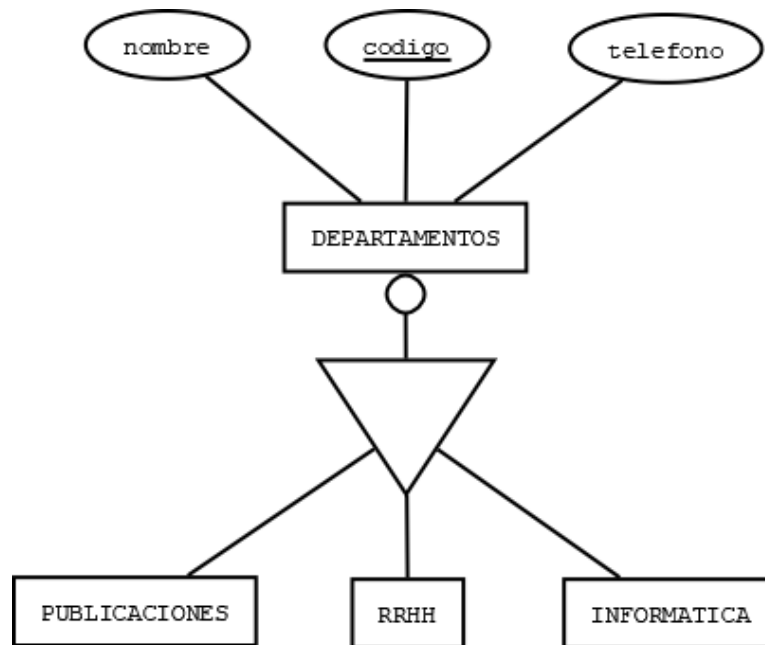 nombre
codigo
telefono
DEPARTAMENTOS
PUBLICACIONES
RRHH
INFORMATICA